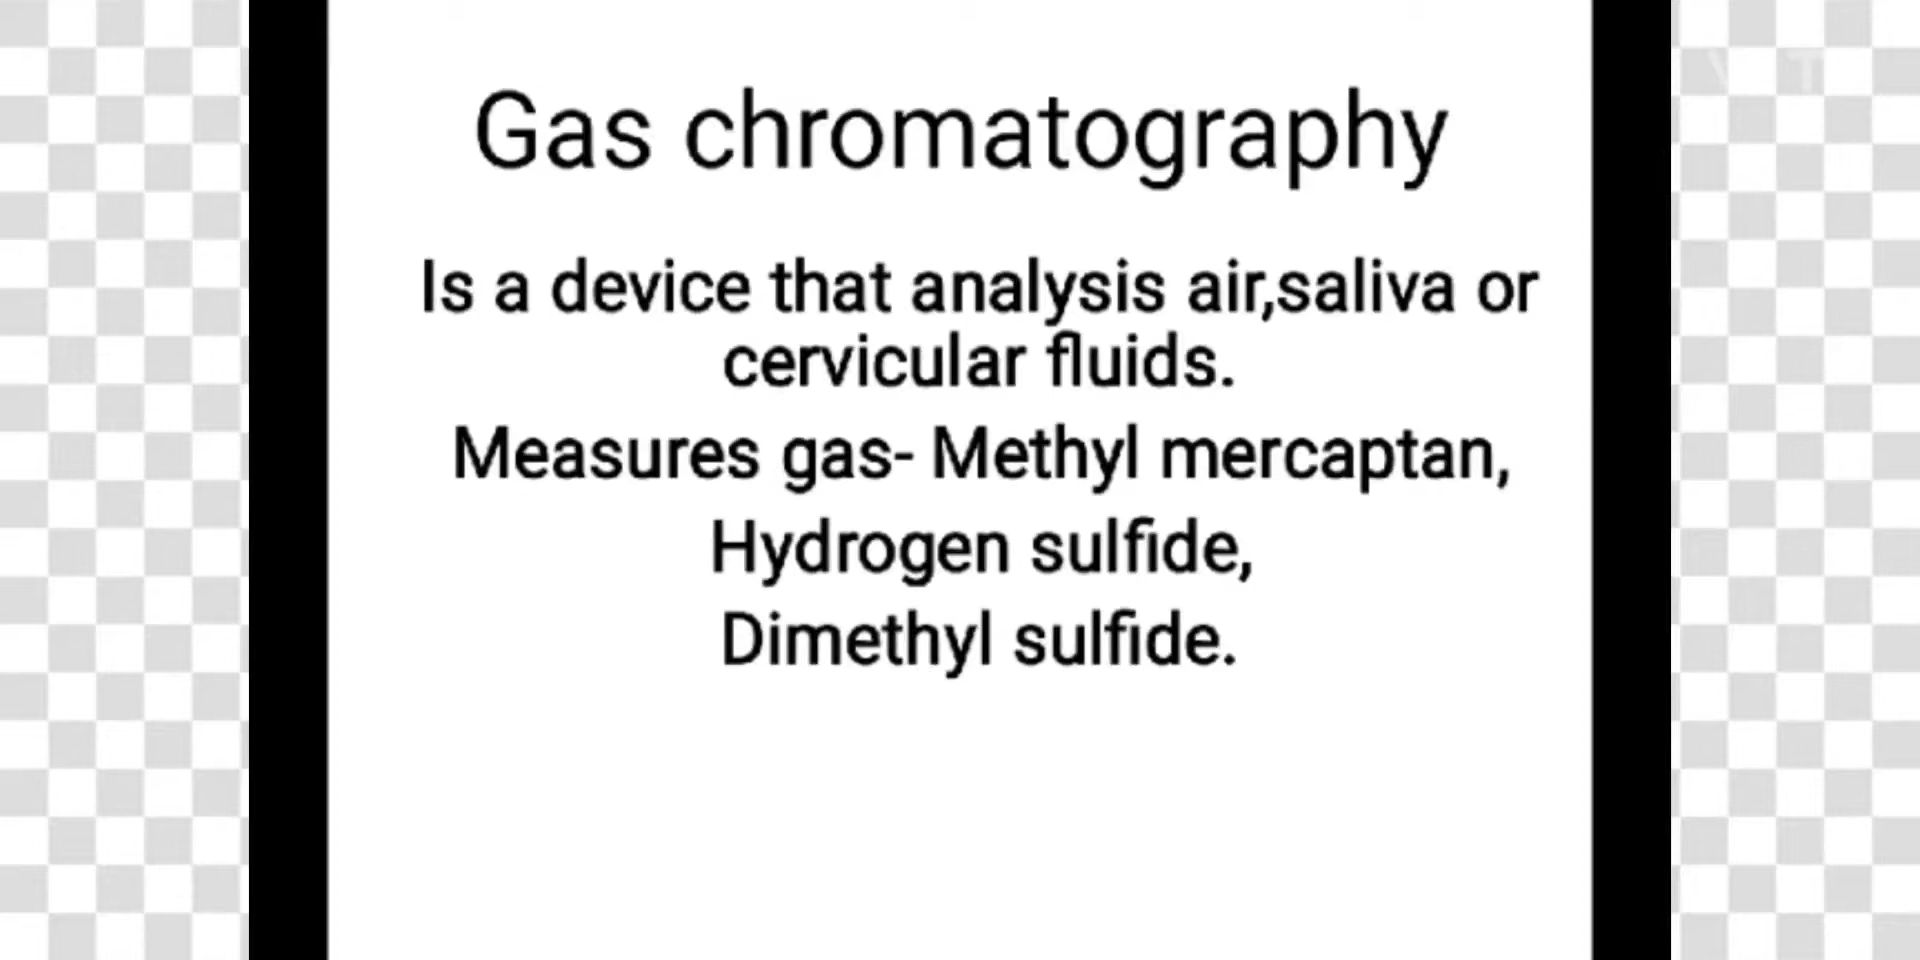 Gas chromatography
Is a device that analysis air,saliva or
cervicular fluids.
Measures gas- Methyl mercaptan,
Hydrogen sulfide,
Dimethyl sulfide.